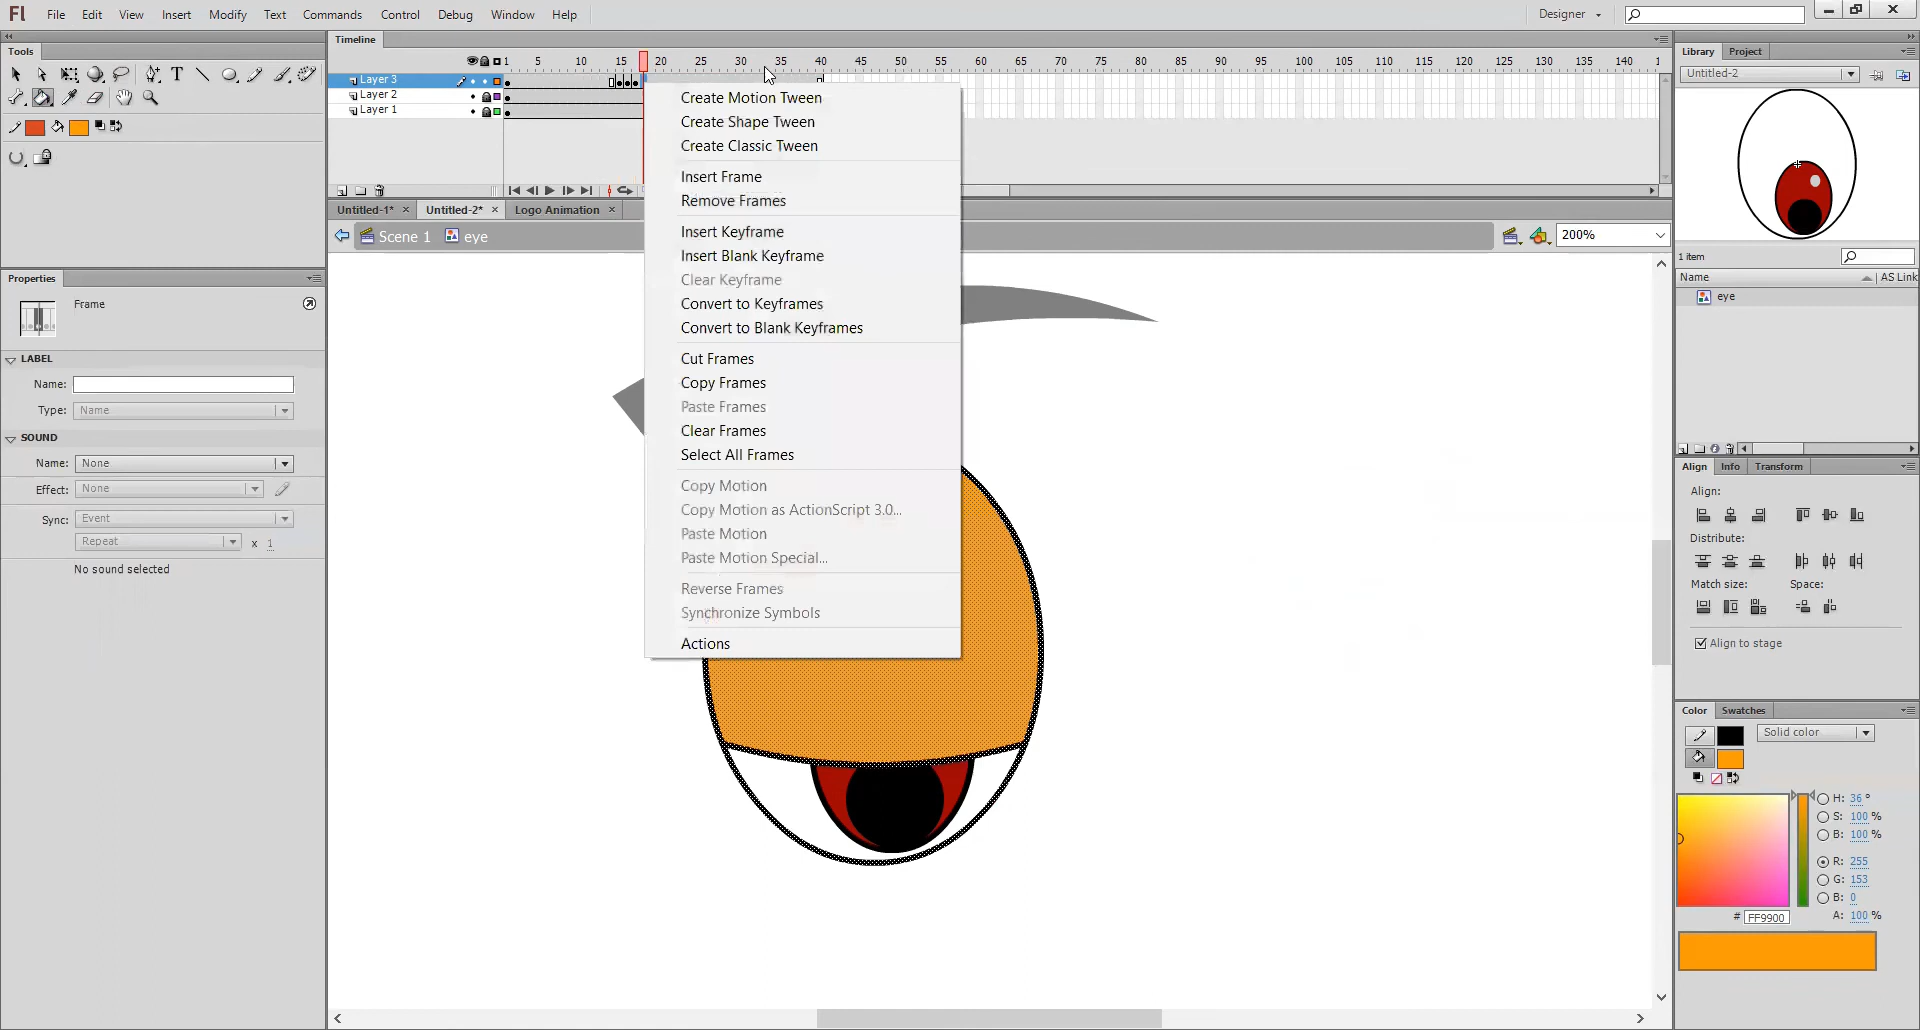 Fl File Edit View Insert Modify Text Commands Control Debug Window Help Designer
Tools
Timeline
1 5 10 15 20 25 30 35 40 45 50 55 60 65 70 75 80 85 90 95 100 105 110 115 120 125 130 135 140 1
Layer 3
Layer 2
Layer 1
Untitled-1* × Untitled-2* × Logo Animation ×
Scene 1 eye
200%
Create Motion Tween
Create Shape Tween
Create Classic Tween
Insert Frame
Remove Frames
Insert Keyframe
Insert Blank Keyframe
Clear Keyframe
Convert to Keyframes
Convert to Blank Keyframes
Cut Frames
Copy Frames
Paste Frames
Clear Frames
Select All Frames
Copy Motion
Copy Motion as ActionScript 3.0...
Paste Motion
Paste Motion Special...
Reverse Frames
Synchronize Symbols
Actions
Properties
Frame
LABEL
Name:
Type: Name
SOUND
Name: None
Effect: None
Sync: Event
Repeat x 1
No sound selected
Library Project
Untitled-2
1 item
Name AS Link
eye
Align Info Transform
Align:
Distribute:
Match size: Space:
Align to stage
Color Swatches
Solid color
H: 36 °
S: 100 %
B: 100 %
R: 255
G: 153
B: 0
# FF9900 A: 100 %